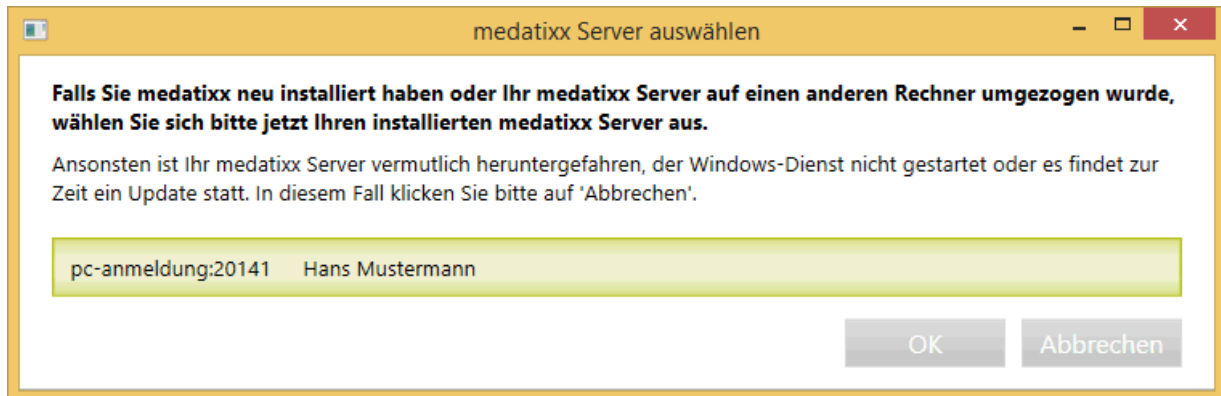 medatixx Server auswählen
Falls Sie medatixx neu installiert haben oder Ihr medatixx Server auf einen anderen Rechner umgezogen wurde,
wählen Sie sich bitte jetzt Ihren installierten medatixx Server aus.
Ansonsten ist Ihr medatixx Server vermutlich heruntergefahren, der Windows-Dienst nicht gestartet oder es findet zur
Zeit ein Update statt. In diesem Fall klicken Sie bitte auf 'Abbrechen'.
pc-anmeldung:20141 Hans Mustermann
OK Abbrechen